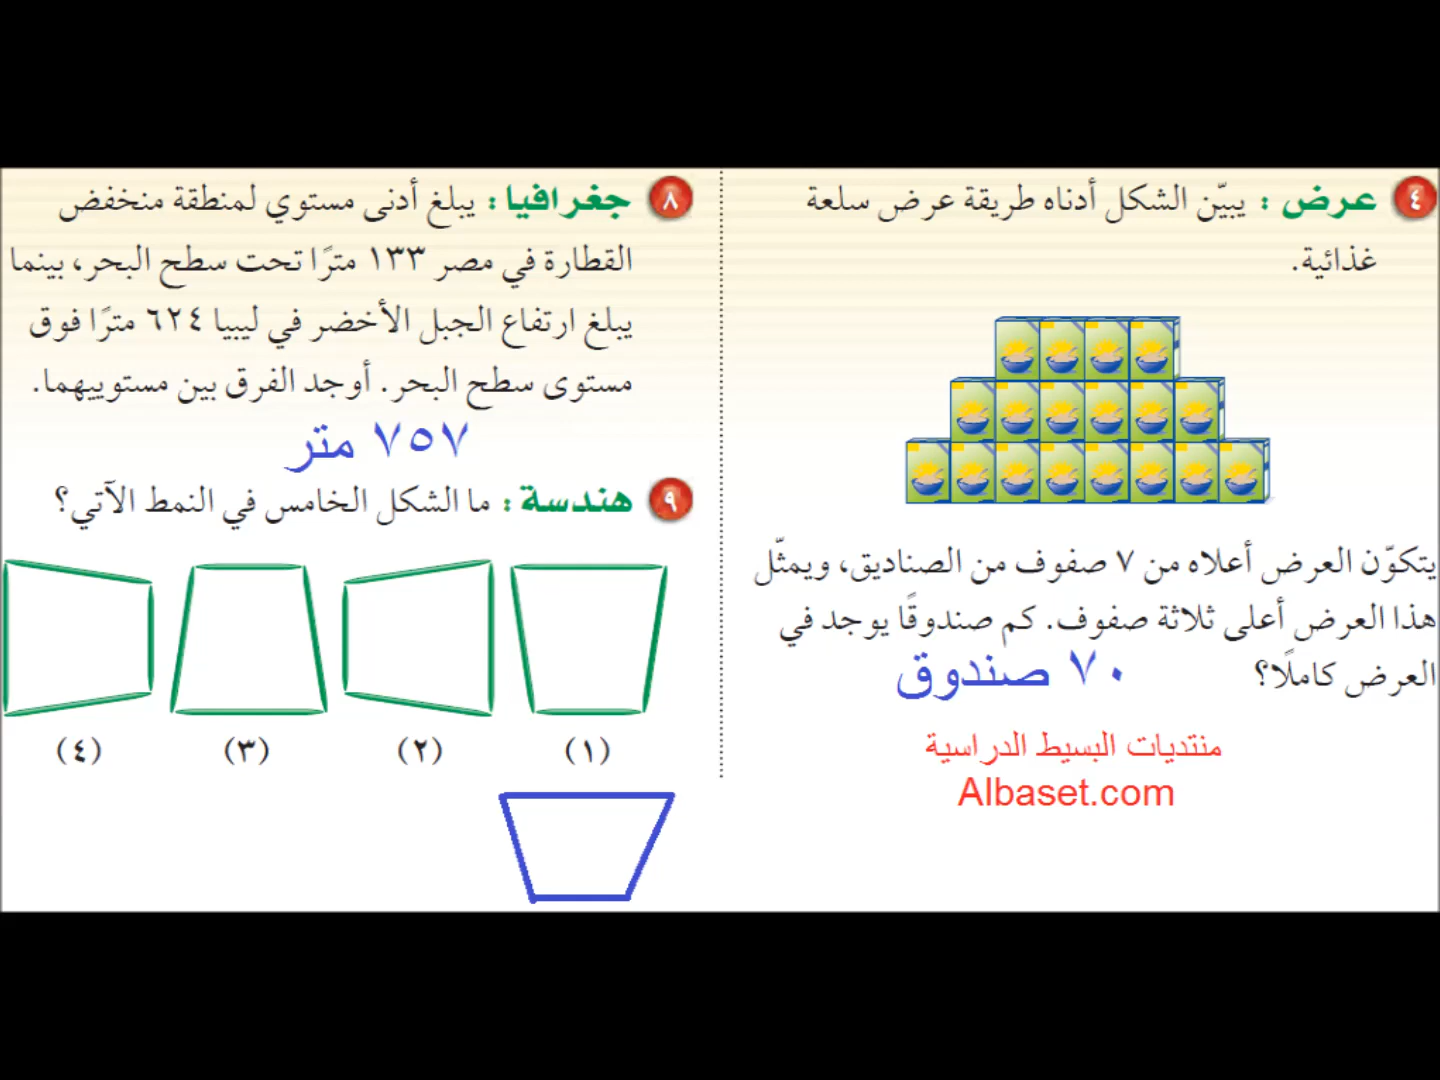 ٤ عرض : يبيّن الشكل أدناه طريقة عرض سلعة
غذائية.
يتكوّن العرض أعلاه من ٧ صفوف من الصناديق، ويمثّل
هذا العرض أعلى ثلاثة صفوف. كم صندوقًا يوجد في
العرض كاملًا؟ ٧٠ صندوق
منتديات البسيط الدراسية
Albaset.com
٨ جغرافيا : يبلغ أدنى مستوي لمنطقة منخفض
القطارة في مصر ١٣٣ مترًا تحت سطح البحر، بينما
يبلغ ارتفاع الجبل الأخضر في ليبيا ٦٢٤ مترًا فوق
مستوى سطح البحر. أوجد الفرق بين مستوييهما.
٧٥٧ متر
٩ هندسة : ما الشكل الخامس في النمط الآتي؟
(١) (٢) (٣) (٤)